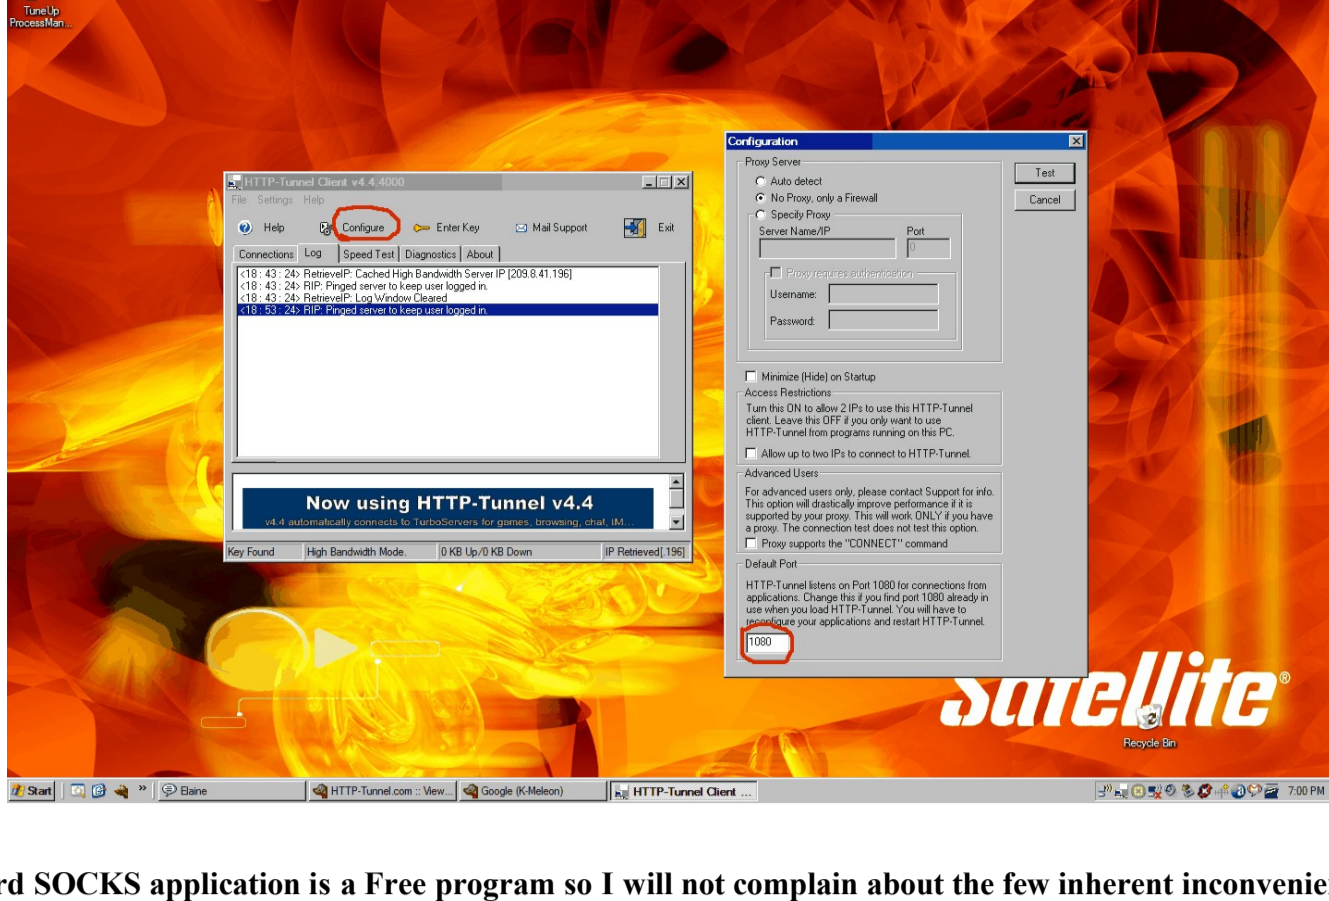 TuneUp
ProcessMan...
HTTP-Tunnel Client v4.4.4000
File Settings Help
Help Configure Enter Key Mail Support Exit
Connections Log Speed Test Diagnostics About
<18 : 43 : 24> RetrieveIP: Cached High Bandwidth Server IP [209.8.41.196]
<18 : 43 : 24> RIP: Pinged server to keep user logged in.
<18 : 43 : 24> RetrieveIP: Log Window Cleared
<18 : 53 : 24> RIP: Pinged server to keep user logged in.
Now using HTTP-Tunnel v4.4
v4.4 automatically connects to TurboServers for games, browsing, chat, IM...
Key Found High Bandwidth Mode. 0 KB Up/0 KB Down IP Retrieved[.196]
Configuration
Proxy Server
Auto detect
No Proxy, only a Firewall
Specify Proxy
Server Name/IP Port
0
Proxy requires authentication
Username:
Password:
Test
Cancel
Minimize (Hide) on Startup
Access Restrictions
Turn this ON to allow 2 IPs to use this HTTP-Tunnel
client. Leave this OFF if you only want to use
HTTP-Tunnel from programs running on this PC.
Allow up to two IPs to connect to HTTP-Tunnel.
Advanced Users
For advanced users only, please contact Support for info.
This option will drastically improve performance if it is
supported by your proxy. This will work ONLY if you have
a proxy. The connection test does not test this option.
Proxy supports the "CONNECT" command
Default Port
HTTP-Tunnel listens on Port 1080 for connections from
applications. Change this if you find port 1080 already in
use when you load HTTP-Tunnel. You will have to
reconfigure your applications and restart HTTP-Tunnel.
1080
Satellite®
Recycle Bin
Start » Elaine HTTP-Tunnel.com :: View... Google (K-Meleon) HTTP-Tunnel Client ... 7:00 PM
rd SOCKS application is a Free program so I will not complain about the few inherent inconvenie